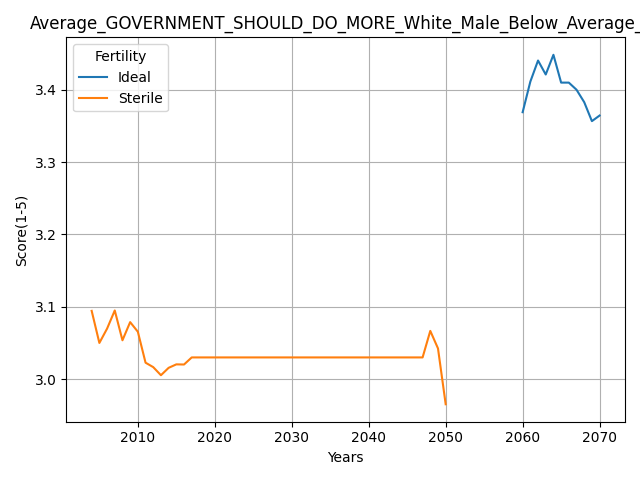 Average_GOVERNMENT_SHOULD_DO_MORE_White_Male_Below_Average_
Fertility
Ideal
Sterile
3.4
3.3
3.2
3.1
3.0
Score(1-5)
2010 2020 2030 2040 2050 2060 2070
Years